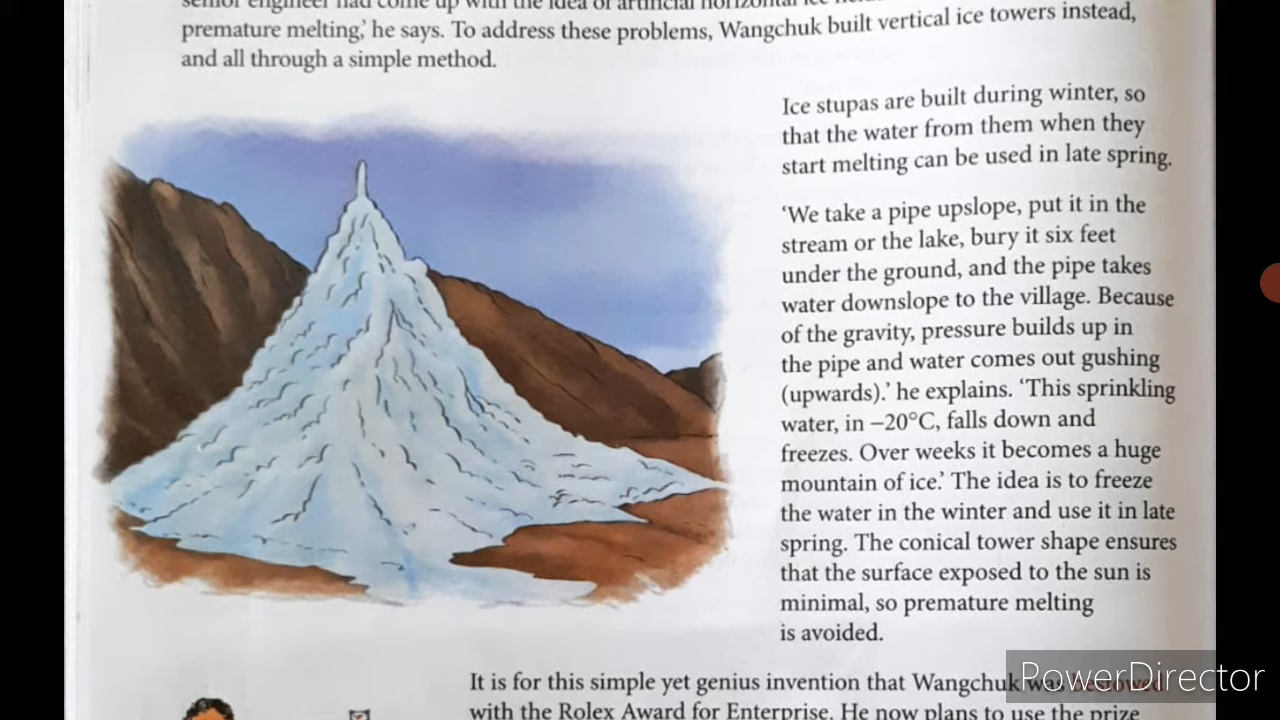 senior engineer had come up with the idea of artificial horizontal ice
premature melting,' he says. To address these problems, Wangchuk built vertical ice towers instead,
and all through a simple method.
Ice stupas are built during winter, so
that the water from them when they
start melting can be used in late spring.
‘We take a pipe upslope, put it in the
stream or the lake, bury it six feet
under the ground, and the pipe takes
water downslope to the village. Because
of the gravity, pressure builds up in
the pipe and water comes out gushing
(upwards).’ he explains. ‘This sprinkling
water, in –20°C, falls down and
freezes. Over weeks it becomes a huge
mountain of ice.’ The idea is to freeze
the water in the winter and use it in late
spring. The conical tower shape ensures
that the surface exposed to the sun is
minimal, so premature melting
is avoided.
It is for this simple yet genius invention that Wangchuk was
with the Rolex Award for Enterprise. He now plans to use the prize
PowerDirector